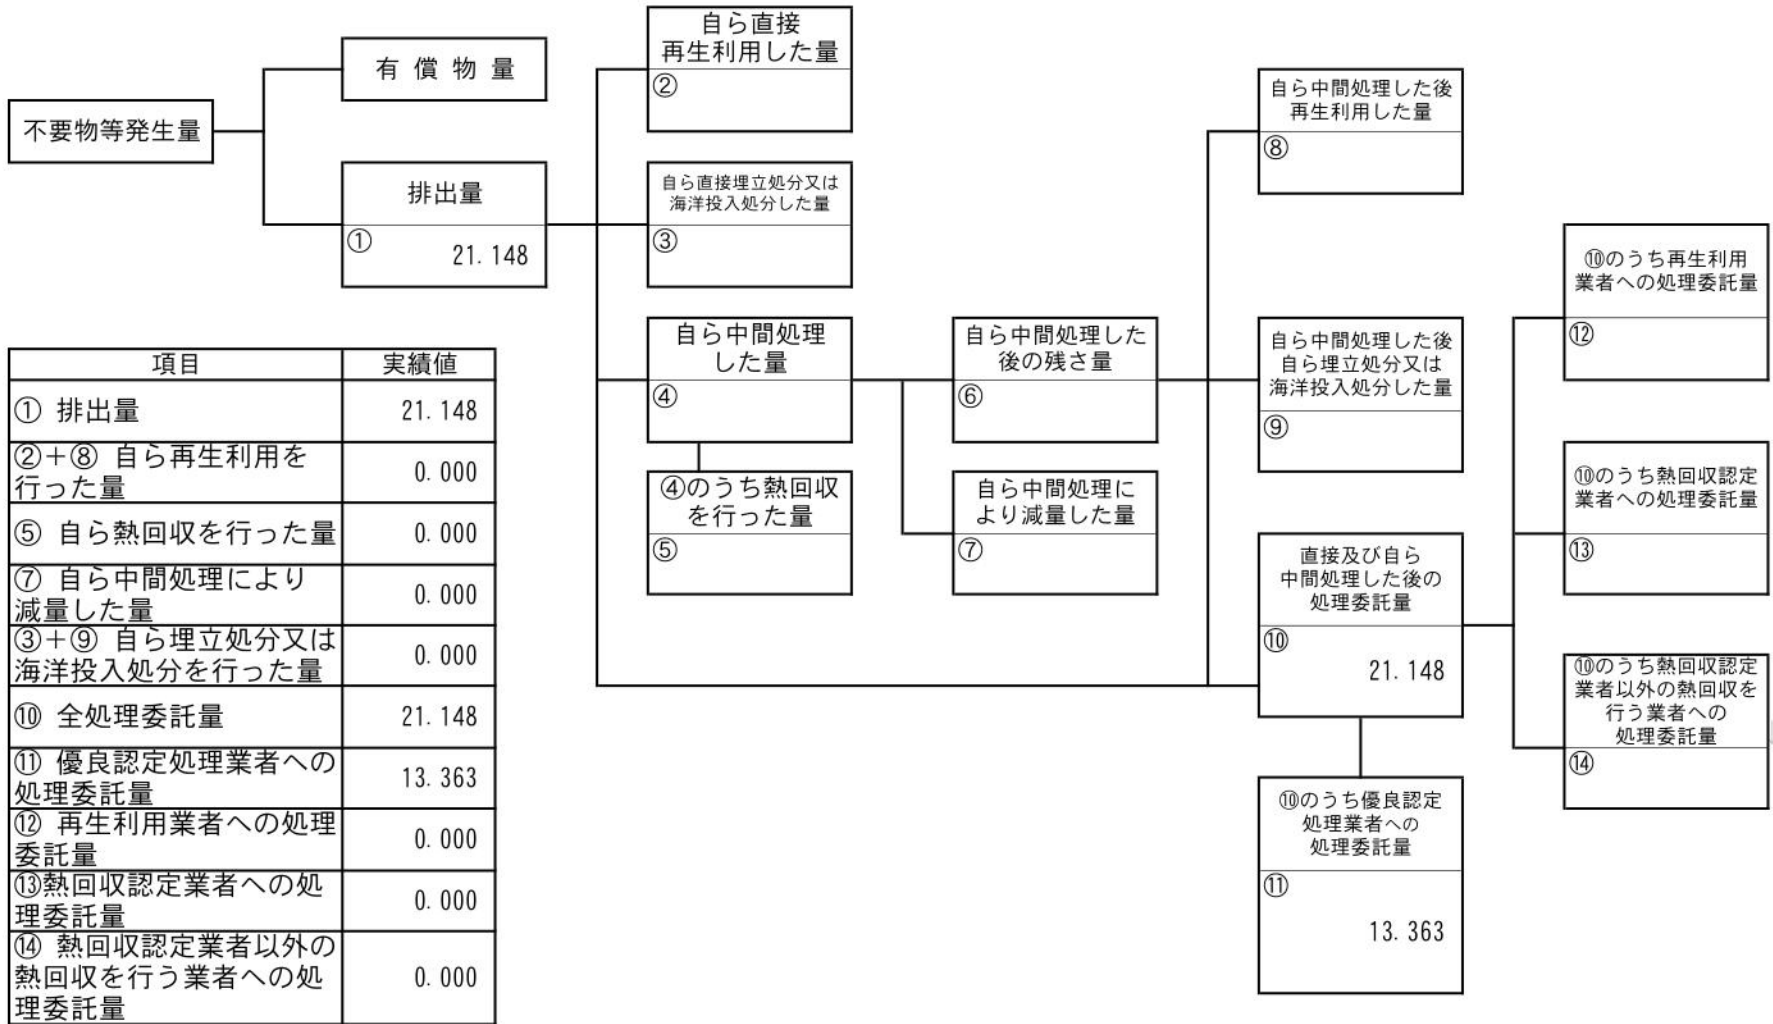 不要物等発生量
有償物量
排出量
①
21.148
自ら直接
再生利用した量
②
自ら直接埋立処分又は
海洋投入処分した量
③
自ら中間処理
した量
④
④のうち熱回収
を行った量
⑤
自ら中間処理した
後の残さ量
⑥
自ら中間処理に
より減量した量
⑦
自ら中間処理した後
再生利用した量
⑧
自ら中間処理した後
自ら埋立処分又は
海洋投入処分した量
⑨
直接及び自ら
中間処理した後の
処理委託量
⑩
21.148
⑩のうち優良認定
処理業者への
処理委託量
⑪
13.363
⑩のうち再生利用
業者への処理委託量
⑫
⑩のうち熱回収認定
業者への処理委託量
⑬
⑩のうち熱回収認定
業者以外の熱回収を
行う業者への
処理委託量
⑭
項目 実績値
① 排出量 21.148
②+⑧ 自ら再生利用を
行った量 0.000
⑤ 自ら熱回収を行った量 0.000
⑦ 自ら中間処理により
減量した量 0.000
③+⑨ 自ら埋立処分又は
海洋投入処分を行った量 0.000
⑩ 全処理委託量 21.148
⑪ 優良認定処理業者への
処理委託量 13.363
⑫ 再生利用業者への処理
委託量 0.000
⑬熱回収認定業者への処
理委託量 0.000
⑭ 熱回収認定業者以外の
熱回収を行う業者への処
理委託量 0.000